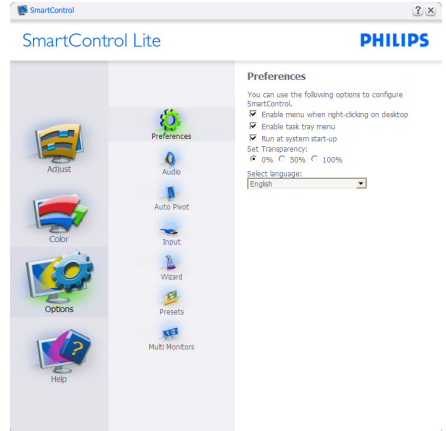 SmartControl
SmartControl Lite
PHILIPS
Adjust
Color
Options
Help
Preferences
Audio
Auto Pivot
Input
Wizard
Presets
Multi Monitors
Preferences
You can use the following options to configure
SmartControl.
Enable menu when right-clicking on desktop
Enable task tray menu
Run at system start-up
Set Transparency:
0% 50% 100%
Select language:
English